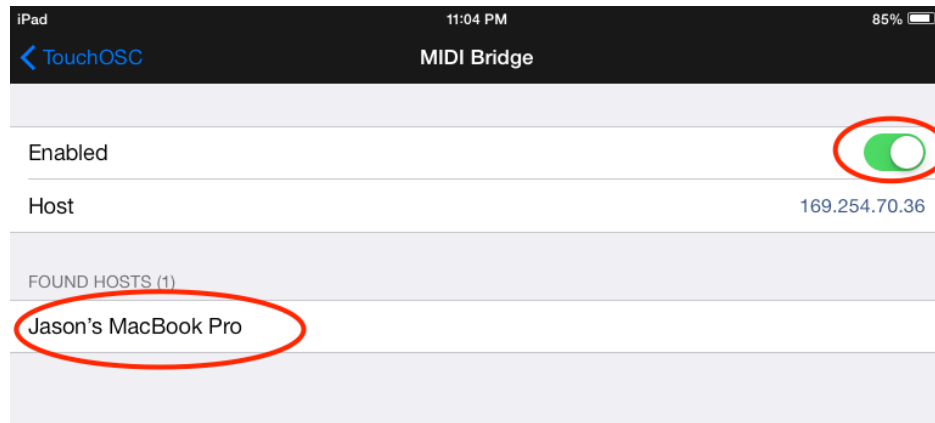 iPad 11:04 PM 85%
TouchOSC MIDI Bridge
Enabled
Host 169.254.70.36
FOUND HOSTS (1)
Jason’s MacBook Pro